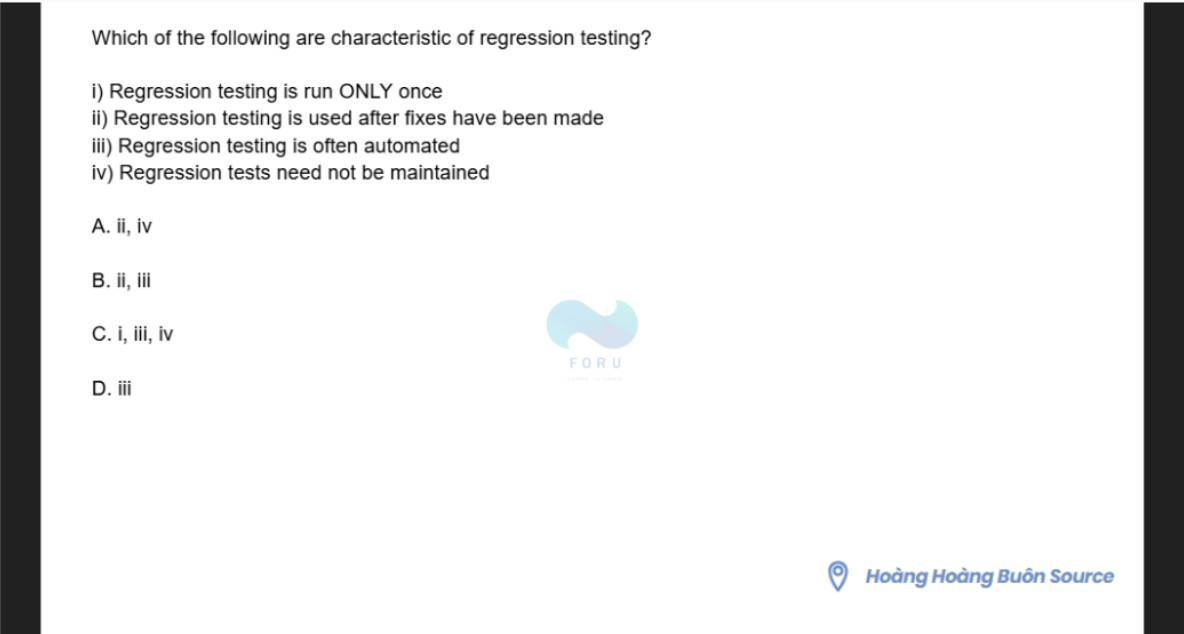 Which of the following are characteristic of regression testing?
i) Regression testing is run ONLY once
ii) Regression testing is used after fixes have been made
iii) Regression testing is often automated
iv) Regression tests need not be maintained
A. ii, iv
B. ii, iii
C. i, iii, iv
D. iii
FORU
Hoàng Hoàng Buôn Source